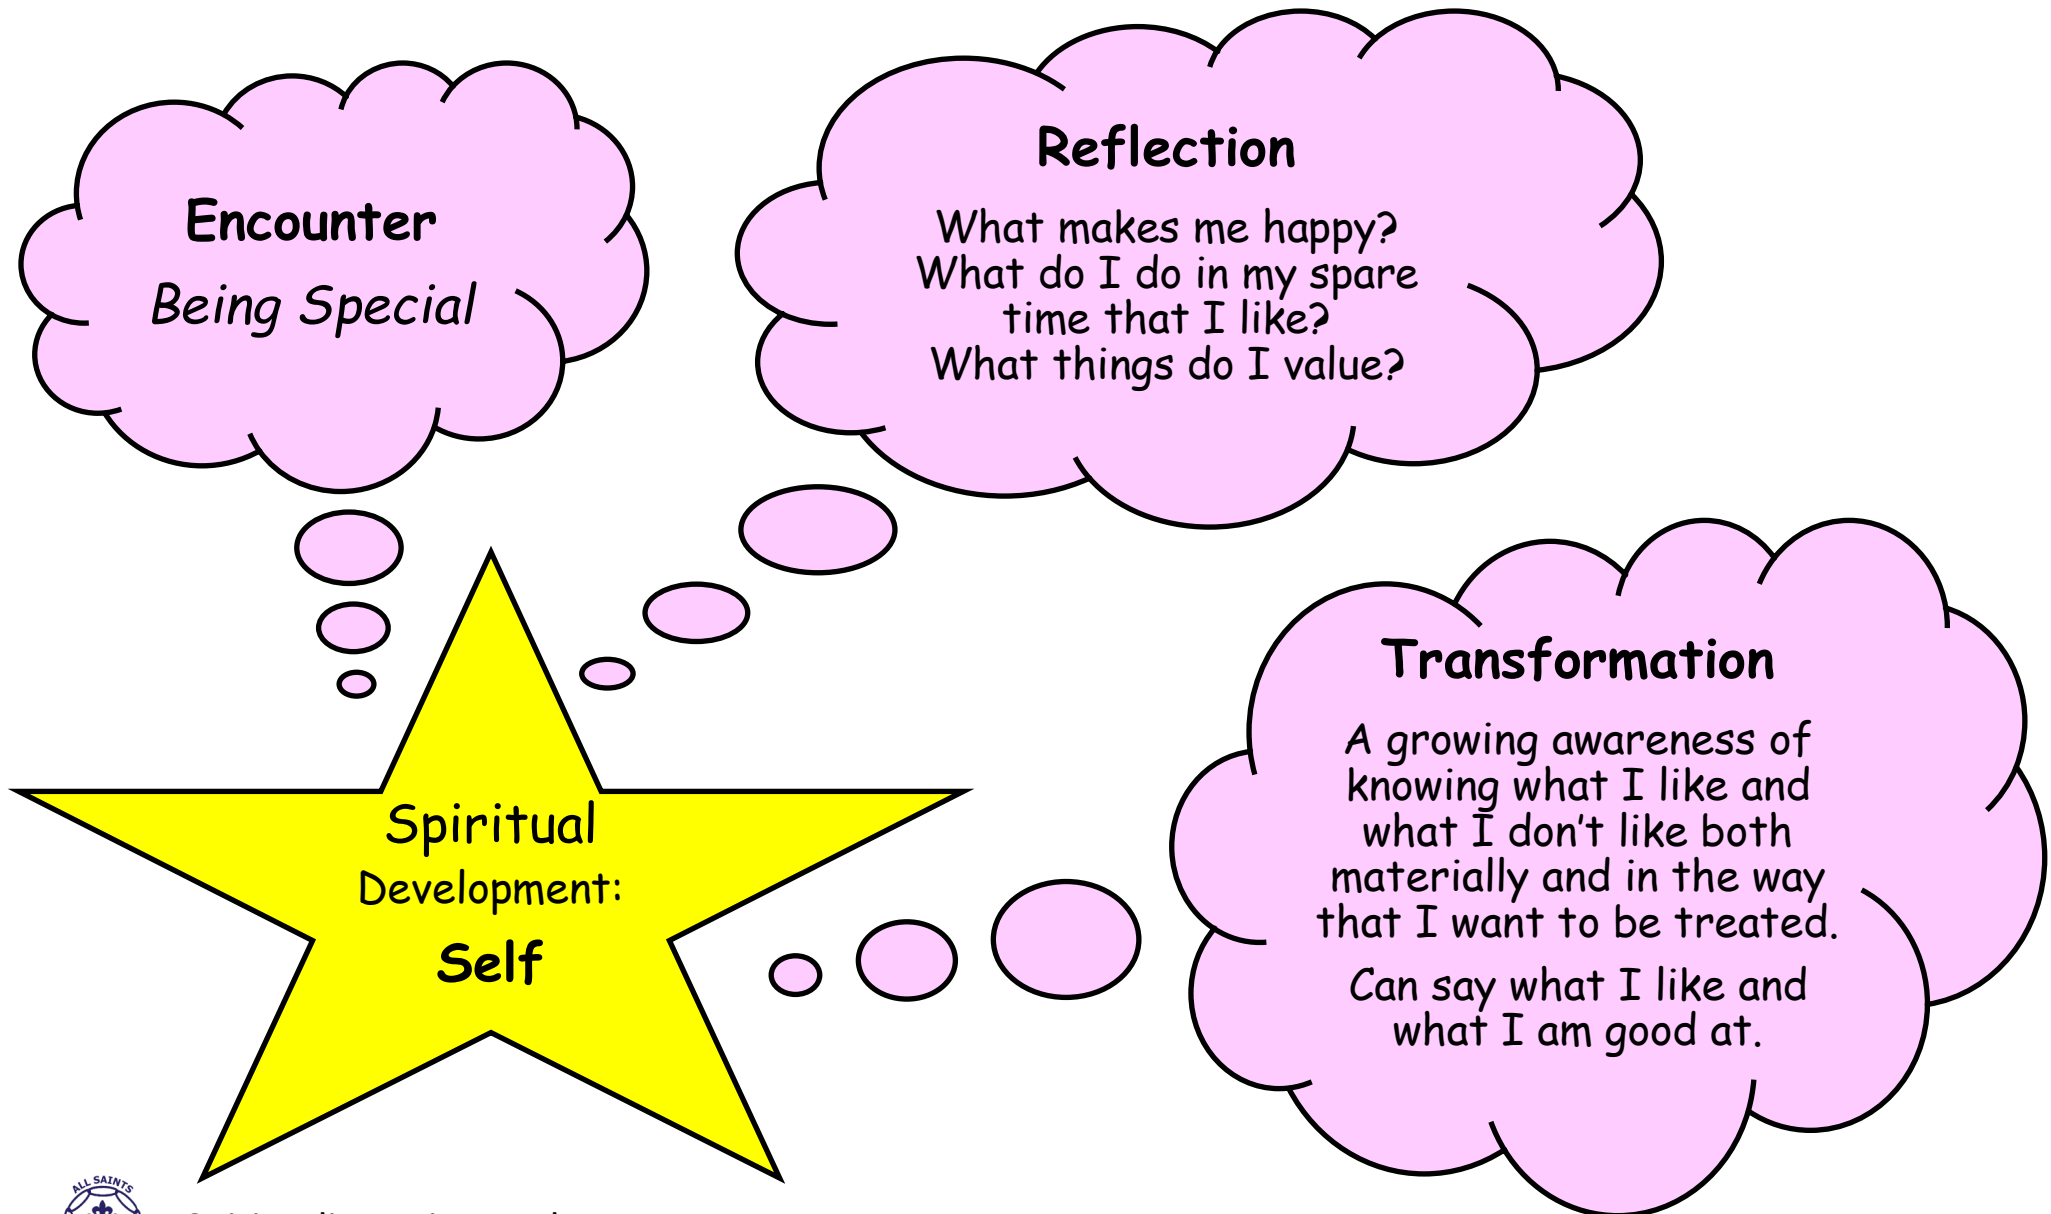 Encounter
Being Special
Reflection
What makes me happy?
What do I do in my spare
time that I like?
What things do I value?
Transformation
A growing awareness of
knowing what I like and
what I don't like both
materially and in the way
that I want to be treated.
Can say what I like and
what I am good at.
Spiritual
Development:
Self
ALL SAINTS